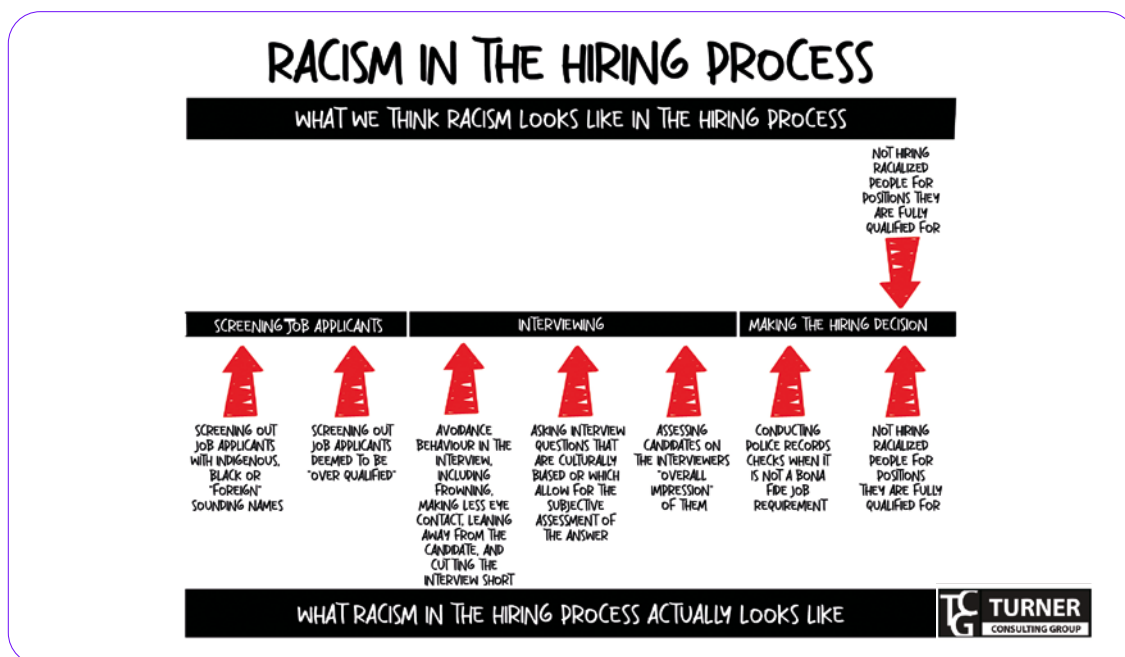 RACISM IN THE HIRING PROCESS
WHAT WE THINK RACISM LOOKS LIKE IN THE HIRING PROCESS
NOT HIRING
RACIALIZED
PEOPLE FOR
POSITIONS THEY
ARE FULLY
QUALIFIED FOR
SCREENING JOB APPLICANTS
INTERVIEWING
MAKING THE HIRING DECISION
SCREENING OUT
JOB APPLICANTS
WITH INDIGENOUS,
BLACK OR
"FOREIGN"
SOUNDING NAMES
SCREENING OUT
JOB APPLICANTS
DEEMED TO BE
"OVER QUALIFIED"
AVOIDANCE
BEHAVIOUR IN THE
INTERVIEW,
INCLUDING
FROWNING,
MAKING LESS EYE
CONTACT, LEANING
AWAY FROM THE
CANDIDATE, AND
CUTTING THE
INTERVIEW SHORT
ASKING INTERVIEW
QUESTIONS THAT
ARE CULTURALLY
BIASED OR WHICH
ALLOW FOR THE
SUBJECTIVE
ASSESSMENT OF
THE ANSWER
ASSESSING
CANDIDATES ON
THE INTERVIEWERS
"OVERALL
IMPRESSION"
OF THEM
CONDUCTING
POLICE RECORDS
CHECKS WHEN IT
IS NOT A BONA
FIDE JOB
REQUIREMENT
NOT HIRING
RACIALIZED
PEOPLE FOR
POSITIONS
THEY ARE FULLY
QUALIFIED FOR
WHAT RACISM IN THE HIRING PROCESS ACTUALLY LOOKS LIKE
TCG TURNER
CONSULTING GROUP